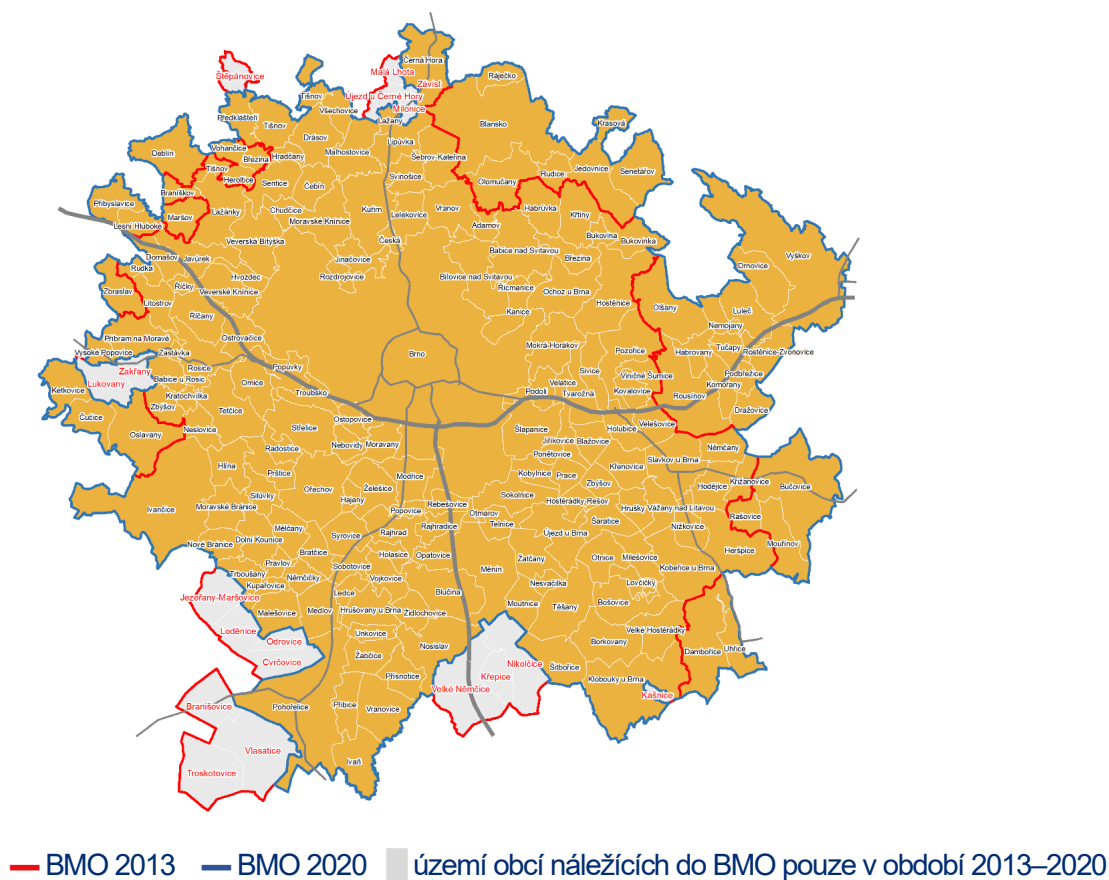 Černá Hora
Malá Lhota
Štěpánovice
Ráječko
Závist
Tišnov
Újezd u Černé Hory
Všechovice
Milonice
Předklášteří
Tišnov
Lažany
Blansko
Krasová
Drásov
Lipůvka
Vohančice
Malhostovice
Deblín
Březina
Hradčany
Šebrov-Kateřina
Tišnov
Jedovnice
Rudice
Senetářov
Heroltice
Sentice
Čebín
Svinošice
Olomučany
Braníškov
Přibyslavice
Lažánky
Chudčice
Kuřim
Lelekovice
Vranov
Habrůvka
Maršov
Moravské Knínice
Křtiny
Lesní Hluboké
Adamov
Bukovina
Veverská Bítýška
Česká
Bukovinka
Babice nad Svitavou
Vyškov
Domašov
Javůrek
Jinačovice
Březina
Rudka
Drnovice
Hvozdec
Rozdrojovice
Bílovice nad Svitavou
Říčky
Veverské Knínice
Řícmanice
Ochoz u Brna
Zbraslav
Litostrov
Hostěnice
Olšany
Říčany
Kanice
Luleč
Nemojany
Příbram na Moravě
Ostrovačice
Mokrá-Horákov
Tučapy
Vysoké Popovice
Zastávka
Brno
Pozořice
Habrovany
Rostěnice-Zvonovice
Rosice
Popůvky
Sivice
Zakřany
Podbřežice
Lukovany
Babice u Rosic
Omice
Velatice
Viničné Šumice
Komořany
Ketkovice
Kratochvilka
Troubsko
Podolí
Tvarožná
Kovalovice
Rousínov
Zbýšov
Tetčice
Čučice
Ostopovice
Dražovice
Oslavany
Neslovice
Střelice
Šlapanice
Holubice
Velešovice
Nebovidy
Moravany
Jiříkovice
Blažovice
Radostice
Ponětovice
Němčany
Hlína
Prštice
Modřice
Kobylnice
Prace
Zbýšov
Křenovice
Slavkov u Brna
Hodějice
Křižanovice
Bučovice
Silůvky
Ořechov
Želešice
Sokolnice
Hostěrádky-Rešov
Ivančice
Moravské Bránice
Hajany
Popovice
Rebešovice
Otmarov
Hrušky
Vážany nad Litavou
Rašovice
Mělčany
Rajhradice
Telnice
Šaratice
Nížkovice
Nové Bránice
Dolní Kounice
Syrovice
Rajhrad
Újezd u Brna
Bratčice
Holasice
Opatovice
Heršpice
Mouřínov
Pravlov
Sobotovice
Žatčany
Otnice
Milešovice
Trboušany
Němčičky
Vojkovice
Měnín
Kobeřice u Brna
Kupařovice
Ledce
Blučina
Nesvačilka
Lovčičky
Jezeřany-Maršovice
Malešovice
Medlov
Hrušovany u Brna
Židlochovice
Moutnice
Těšany
Bošovice
Loděnice
Unkovice
Velké Hostěrádky
Odrovice
Nosislav
Borkovany
Dambořice
Uhřice
Cvrčovice
Žabčice
Nikolčice
Šitbořice
Přísnotice
Křepice
Velké Němčice
Klobouky u Brna
Kašnice
Branišovice
Pohořelice
Přibice
Vranovice
Vlasatice
Ivaň
Troskotovice
BMO 2013 BMO 2020 území obcí náležících do BMO pouze v období 2013–2020